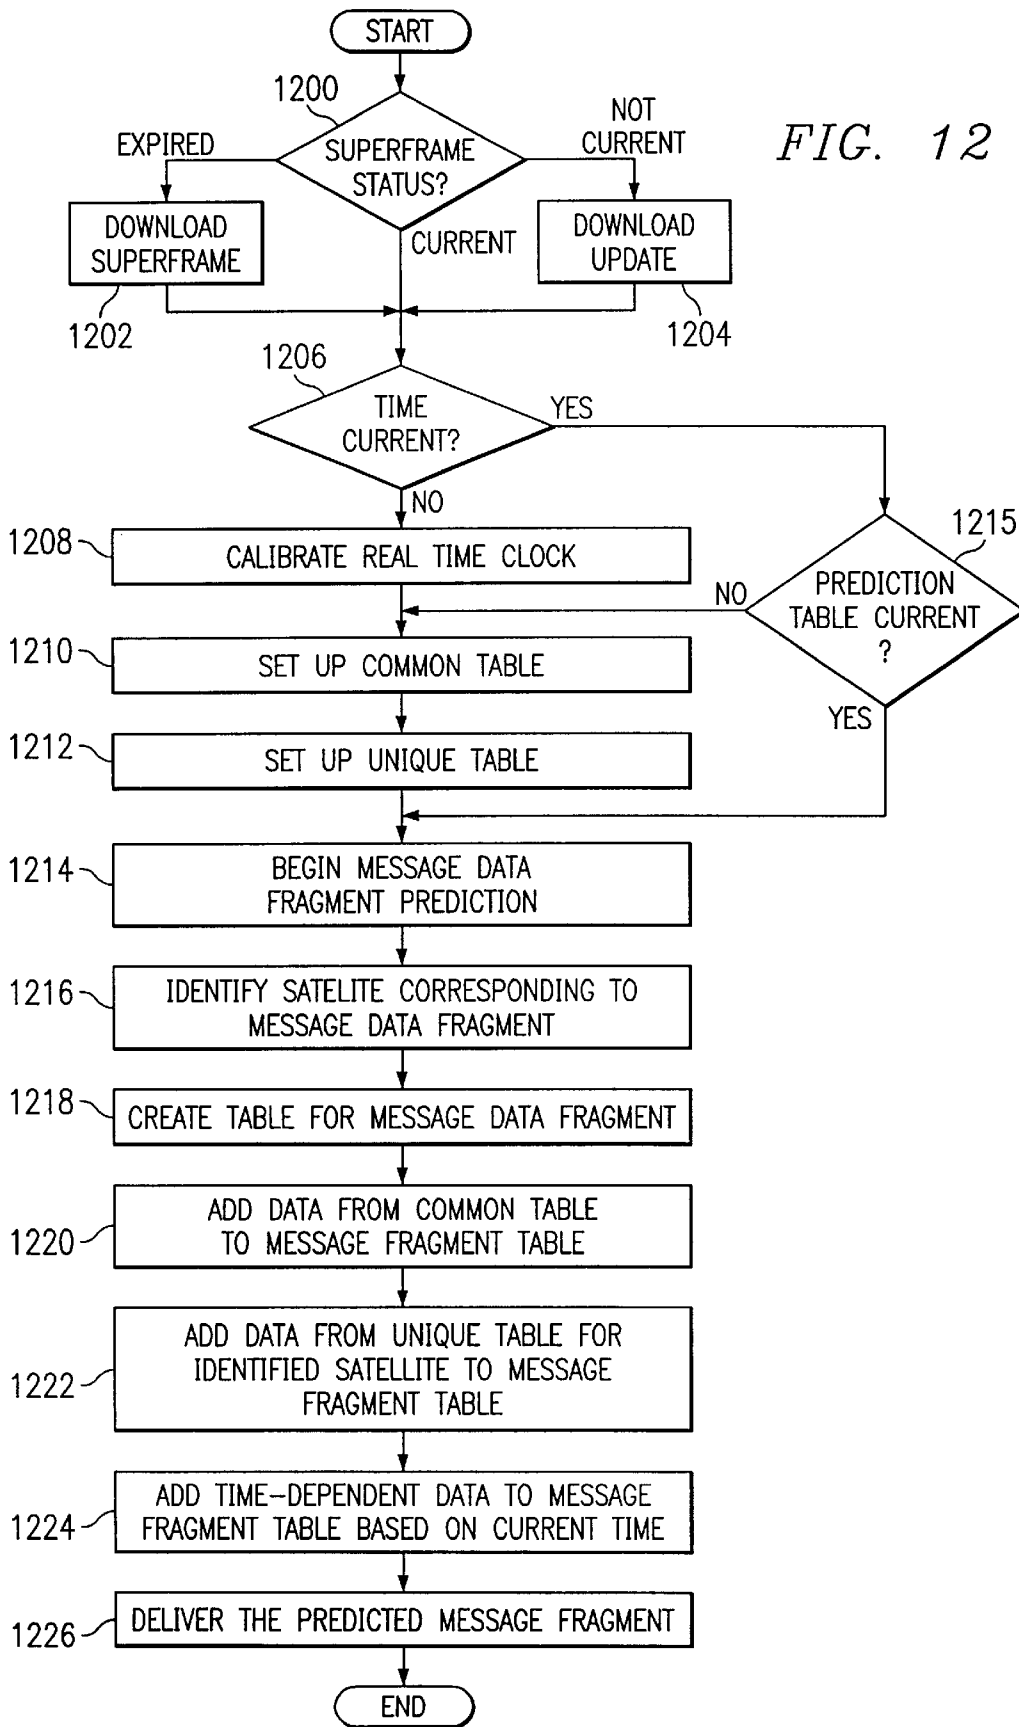 START
1200
EXPIRED
SUPERFRAME
STATUS?
NOT
CURRENT
FIG. 12
DOWNLOAD
SUPERFRAME
CURRENT
DOWNLOAD
UPDATE
1202
1204
1206
TIME
CURRENT?
YES
NO
1208
CALIBRATE REAL TIME CLOCK
1215
PREDICTION
TABLE CURRENT
?
NO
YES
1210
SET UP COMMON TABLE
1212
SET UP UNIQUE TABLE
1214
BEGIN MESSAGE DATA
FRAGMENT PREDICTION
1216
IDENTIFY SATELITE CORRESPONDING TO
MESSAGE DATA FRAGMENT
1218
CREATE TABLE FOR MESSAGE DATA FRAGMENT
1220
ADD DATA FROM COMMON TABLE
TO MESSAGE FRAGMENT TABLE
1222
ADD DATA FROM UNIQUE TABLE FOR
IDENTIFIED SATELLITE TO MESSAGE
FRAGMENT TABLE
1224
ADD TIME-DEPENDENT DATA TO MESSAGE
FRAGMENT TABLE BASED ON CURRENT TIME
1226
DELIVER THE PREDICTED MESSAGE FRAGMENT
END